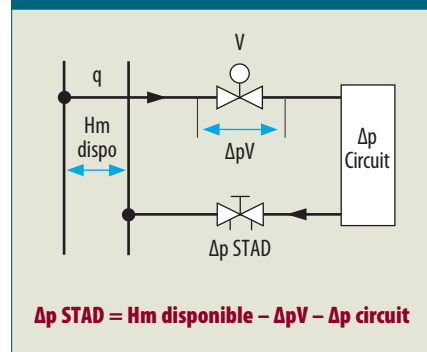 V
q
Hm
dispo
ΔpV
Δp
Circuit
Δp STAD
Δp STAD = Hm disponible – ΔpV – Δp circuit